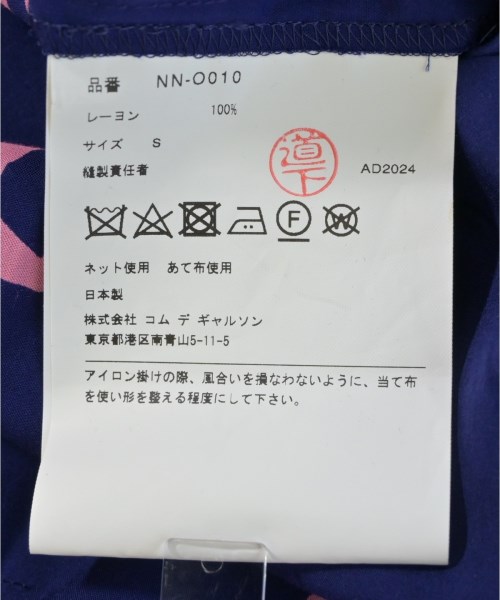 品番 NN-O010
レーヨン 100%
サイズ S
縫製責任者 道下 AD2024
F W
ネット使用 あて布使用
日本製
株式会社 コム デ ギャルソン
東京都港区南青山5-11-5
アイロン掛けの際、風合いを損なわないように、当て布
を使い形を整える程度にして下さい。